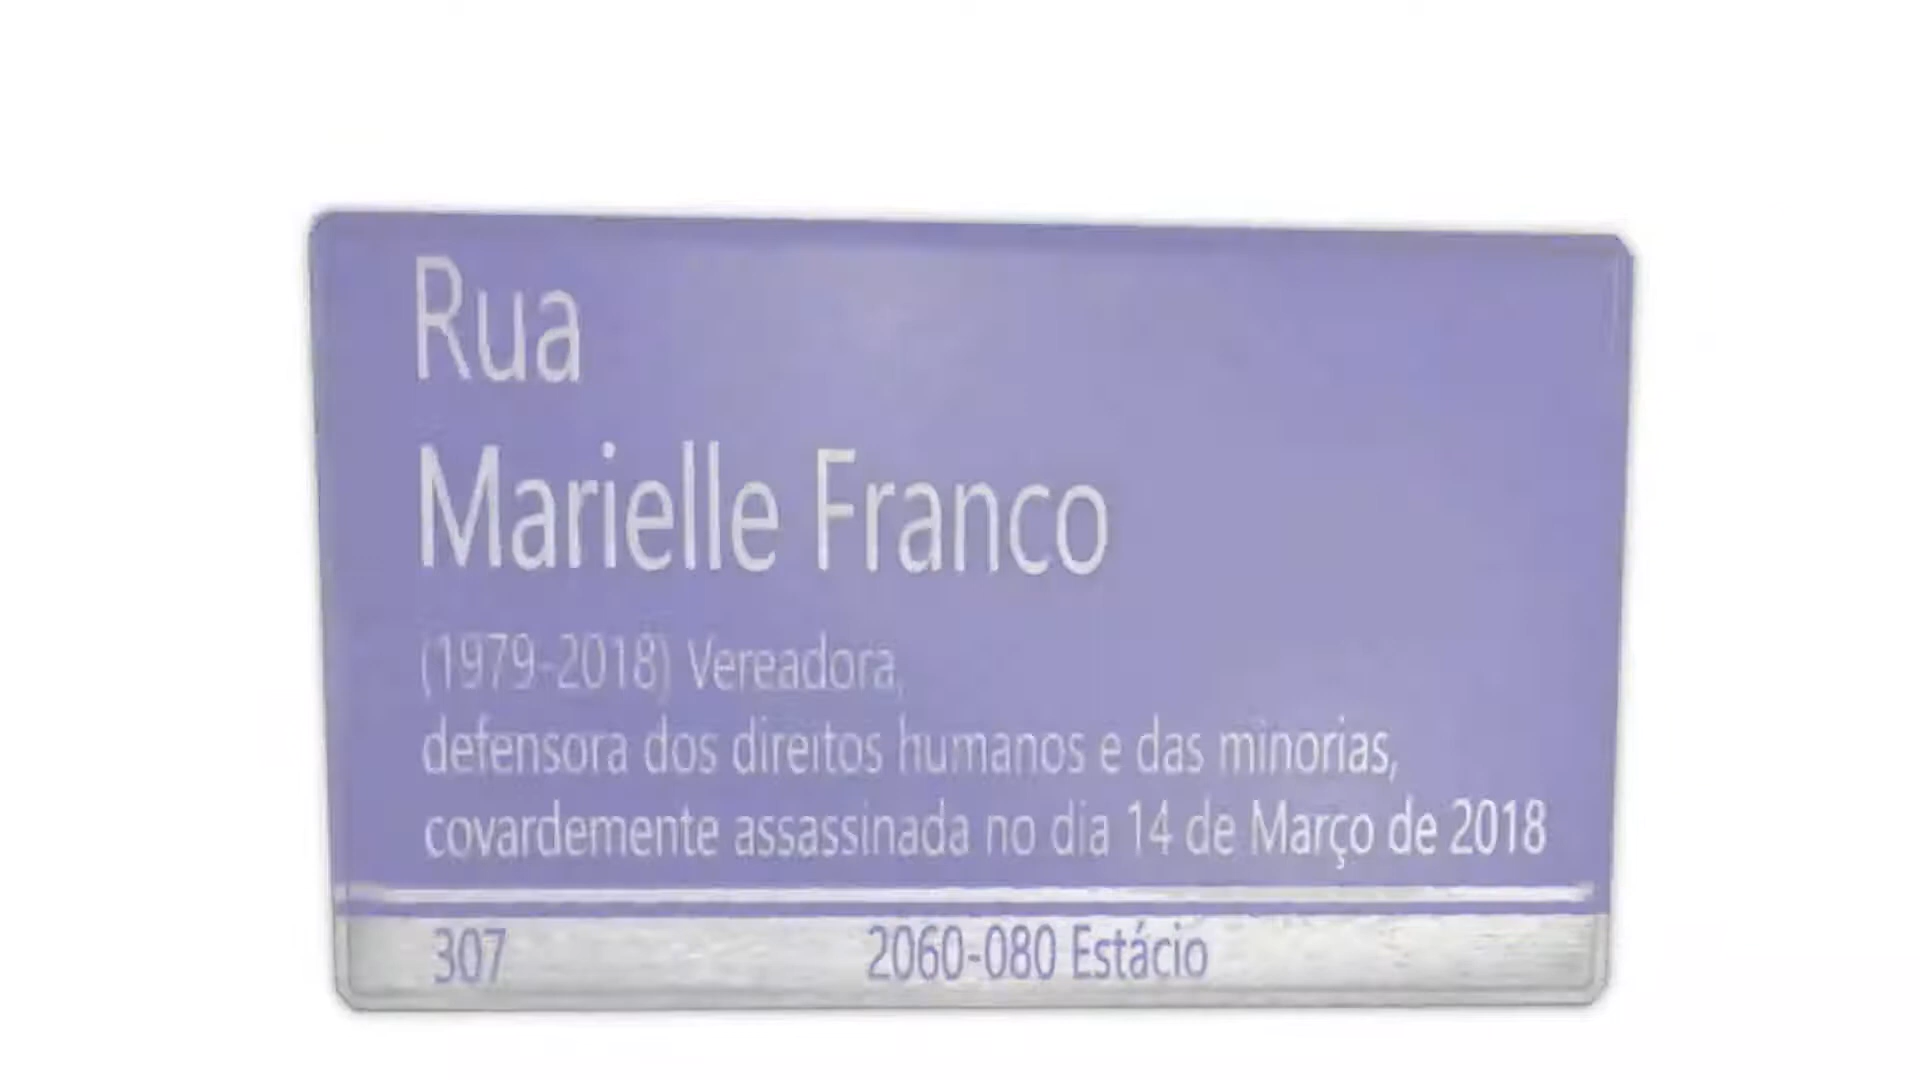 Rua
Marielle Franco
(1979-2018) Vereadora,
defensora dos direitos humanos e das minorias,
covardemente assassinada no dia 14 de Março de 2018
307 2060-080 Estácio